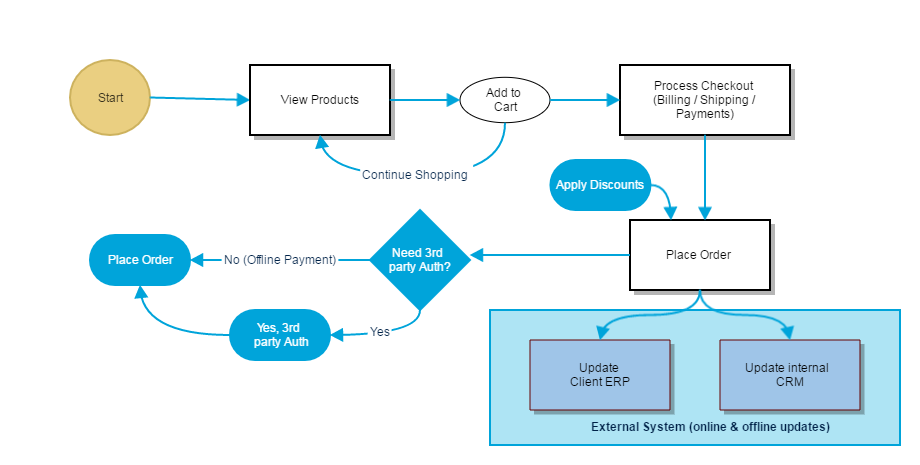 Start
View Products
Add to
Cart
Process Checkout
(Billing / Shipping /
Payments)
Continue Shopping
Apply Discounts
Place Order
Need 3rd
party Auth?
No (Offline Payment)
Place Order
Yes
Yes, 3rd
party Auth
Update
Client ERP
Update internal
CRM
External System (online & offline updates)